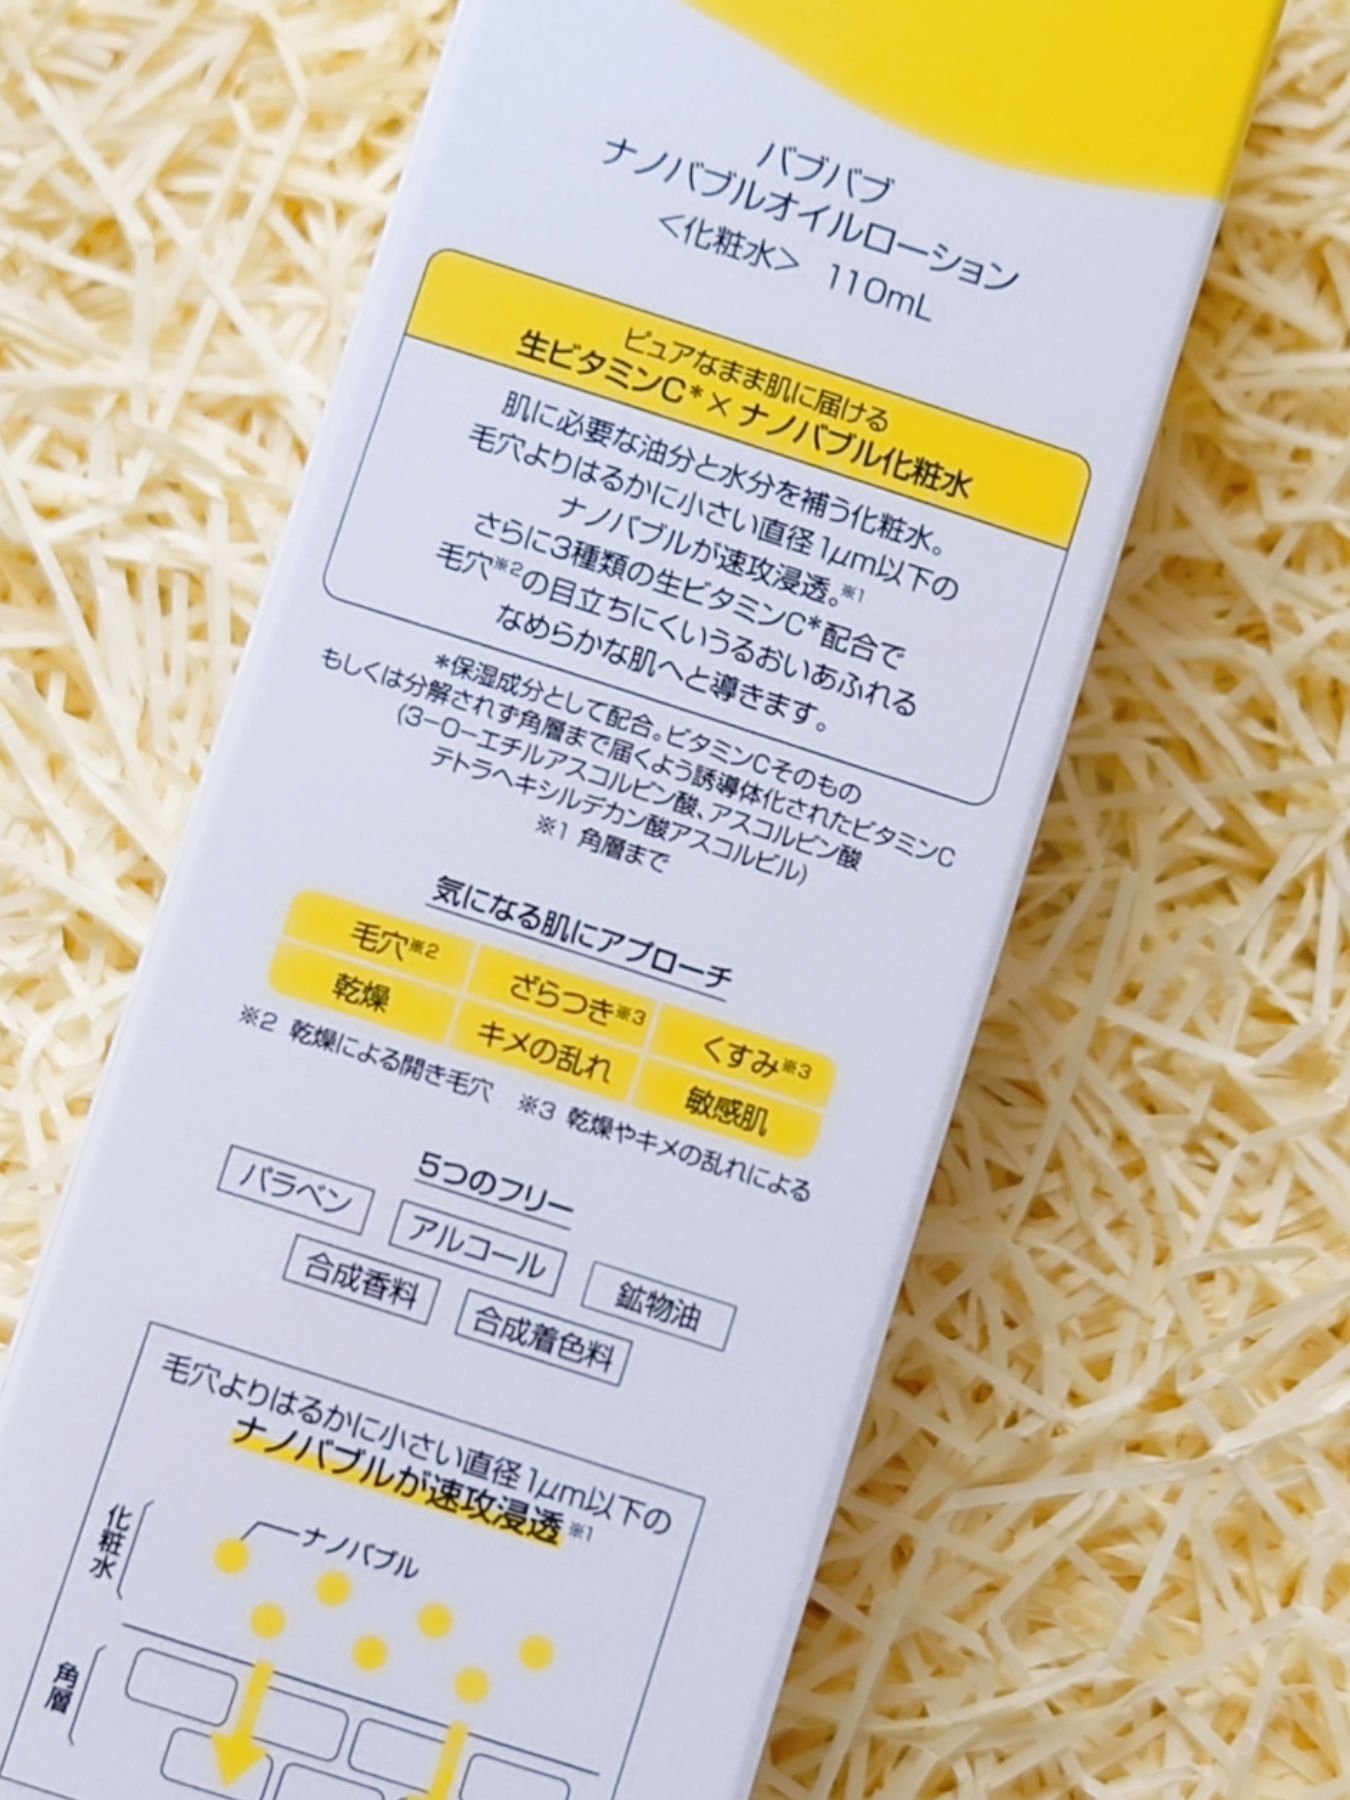 バブバブ
ナノバブルオイルローション
<化粧水> 110mL
ピュアなまま肌に届ける
生ビタミンC*×ナノバブル化粧水
肌に必要な油分と水分を補う化粧水。
毛穴よりはるかに小さい直径1μm以下の
ナノバブルが速攻浸透。※1
さらに3種類の生ビタミンC*配合で
毛穴※2の目立ちにくいうるおいあふれる
なめらかな肌へと導きます。
*保湿成分として配合。ビタミンCそのもの
もしくは分解されず角層まで届くよう誘導体化されたビタミンC
(3-O-エチルアスコルビン酸、アスコルビン酸
テトラヘキシルデカン酸アスコルビル)
※1 角層まで
気になる肌にアプローチ
毛穴※2 ざらつき※3 くすみ※3
乾燥 キメの乱れ 敏感肌
※2 乾燥による開き毛穴 ※3 乾燥やキメの乱れによる
5つのフリー
パラベン アルコール 鉱物油
合成香料 合成着色料
毛穴よりはるかに小さい直径1μm以下の
ナノバブルが速攻浸透※1
ナノバブル
化粧水
角層